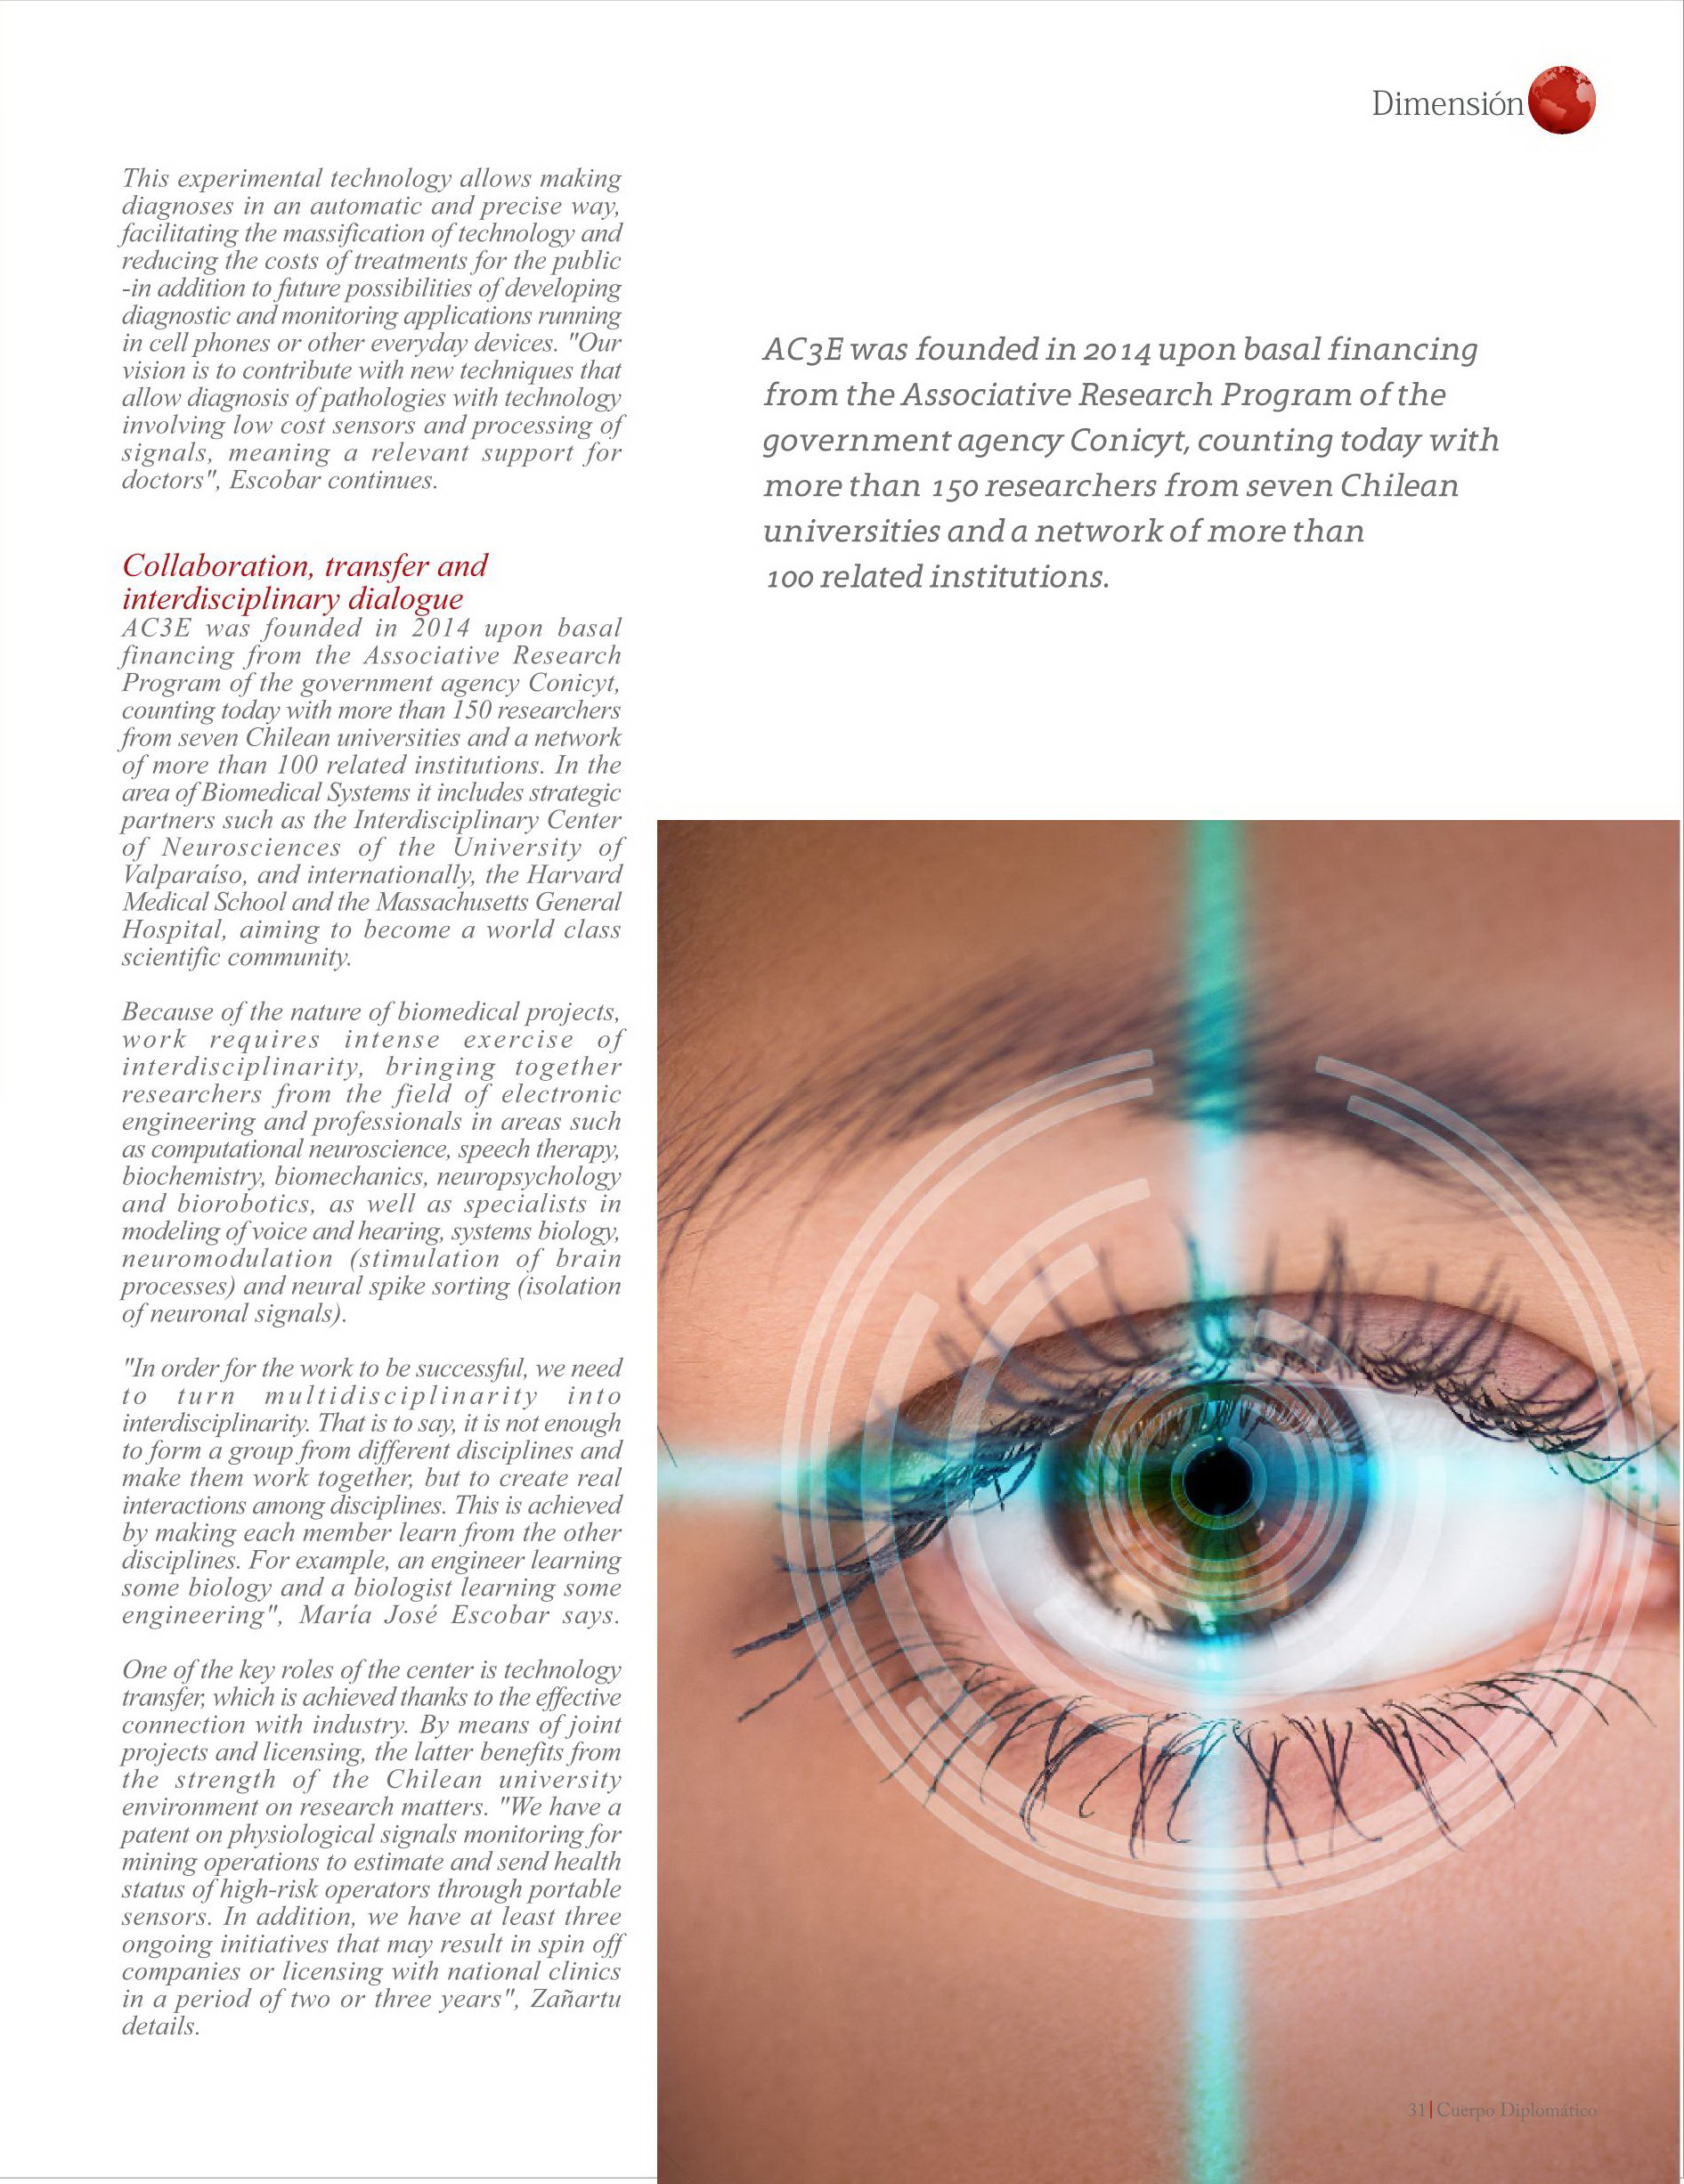 Dimensión
This experimental technology allows making
diagnoses in an automatic and precise way,
facilitating the massification of technology and
reducing the costs of treatments for the public
-in addition to future possibilities of developing
diagnostic and monitoring applications running
in cell phones or other everyday devices. "Our
vision is to contribute with new techniques that
allow diagnosis of pathologies with technology
involving low cost sensors and processing of
signals, meaning a relevant support for
doctors", Escobar continues.
Collaboration, transfer and
interdisciplinary dialogue
AC3E was founded in 2014 upon basal
financing from the Associative Research
Program of the government agency Conicyt,
counting today with more than 150 researchers
from seven Chilean universities and a network
of more than 100 related institutions. In the
area of Biomedical Systems it includes strategic
partners such as the Interdisciplinary Center
of Neurosciences of the University of
Valparaíso, and internationally, the Harvard
Medical School and the Massachusetts General
Hospital, aiming to become a world class
scientific community.
Because of the nature of biomedical projects,
work requires intense exercise of
interdisciplinarity, bringing together
researchers from the field of electronic
engineering and professionals in areas such
as computational neuroscience, speech therapy,
biochemistry, biomechanics, neuropsychology
and biorobotics, as well as specialists in
modeling of voice and hearing, systems biology,
neuromodulation (stimulation of brain
processes) and neural spike sorting (isolation
of neuronal signals).
"In order for the work to be successful, we need
to turn multidisciplinarity into
interdisciplinarity. That is to say, it is not enough
to form a group from different disciplines and
make them work together, but to create real
interactions among disciplines. This is achieved
by making each member learn from the other
disciplines. For example, an engineer learning
some biology and a biologist learning some
engineering", María José Escobar says.
One of the key roles of the center is technology
transfer, which is achieved thanks to the effective
connection with industry. By means of joint
projects and licensing, the latter benefits from
the strength of the Chilean university
environment on research matters. "We have a
patent on physiological signals monitoring for
mining operations to estimate and send health
status of high-risk operators through portable
sensors. In addition, we have at least three
ongoing initiatives that may result in spin off
companies or licensing with national clinics
in a period of two or three years", Zañartu
details.
AC3E was founded in 2014 upon basal financing
from the Associative Research Program of the
government agency Conicyt, counting today with
more than 150 researchers from seven Chilean
universities and a network of more than
100 related institutions.
31|Cuerpo Diplomático